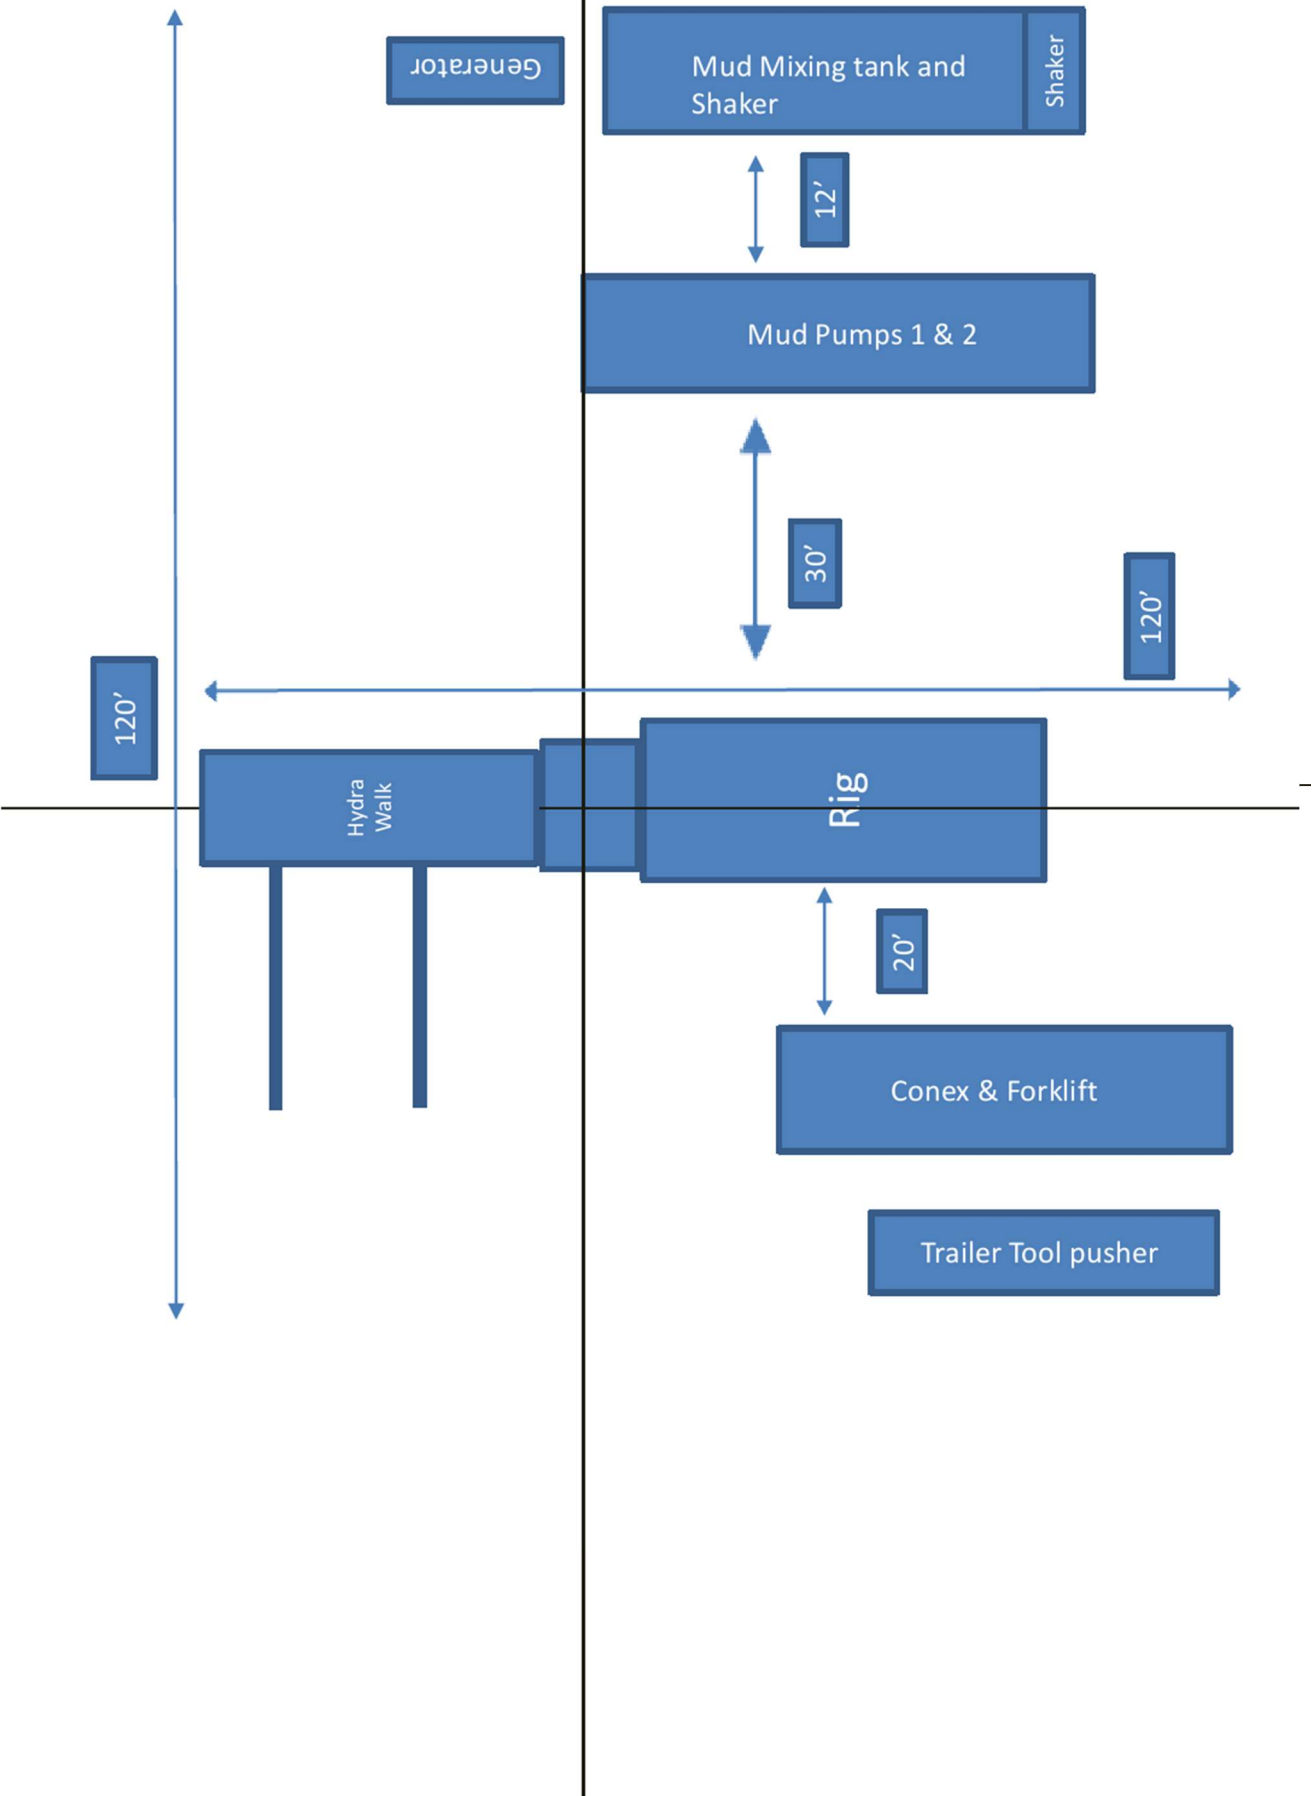 Generator
Mud Mixing tank and
Shaker
Shaker
12’
Mud Pumps 1 & 2
30’
120’
120’
Hydra
Walk
Rig
20’
Conex & Forklift
Trailer Tool pusher